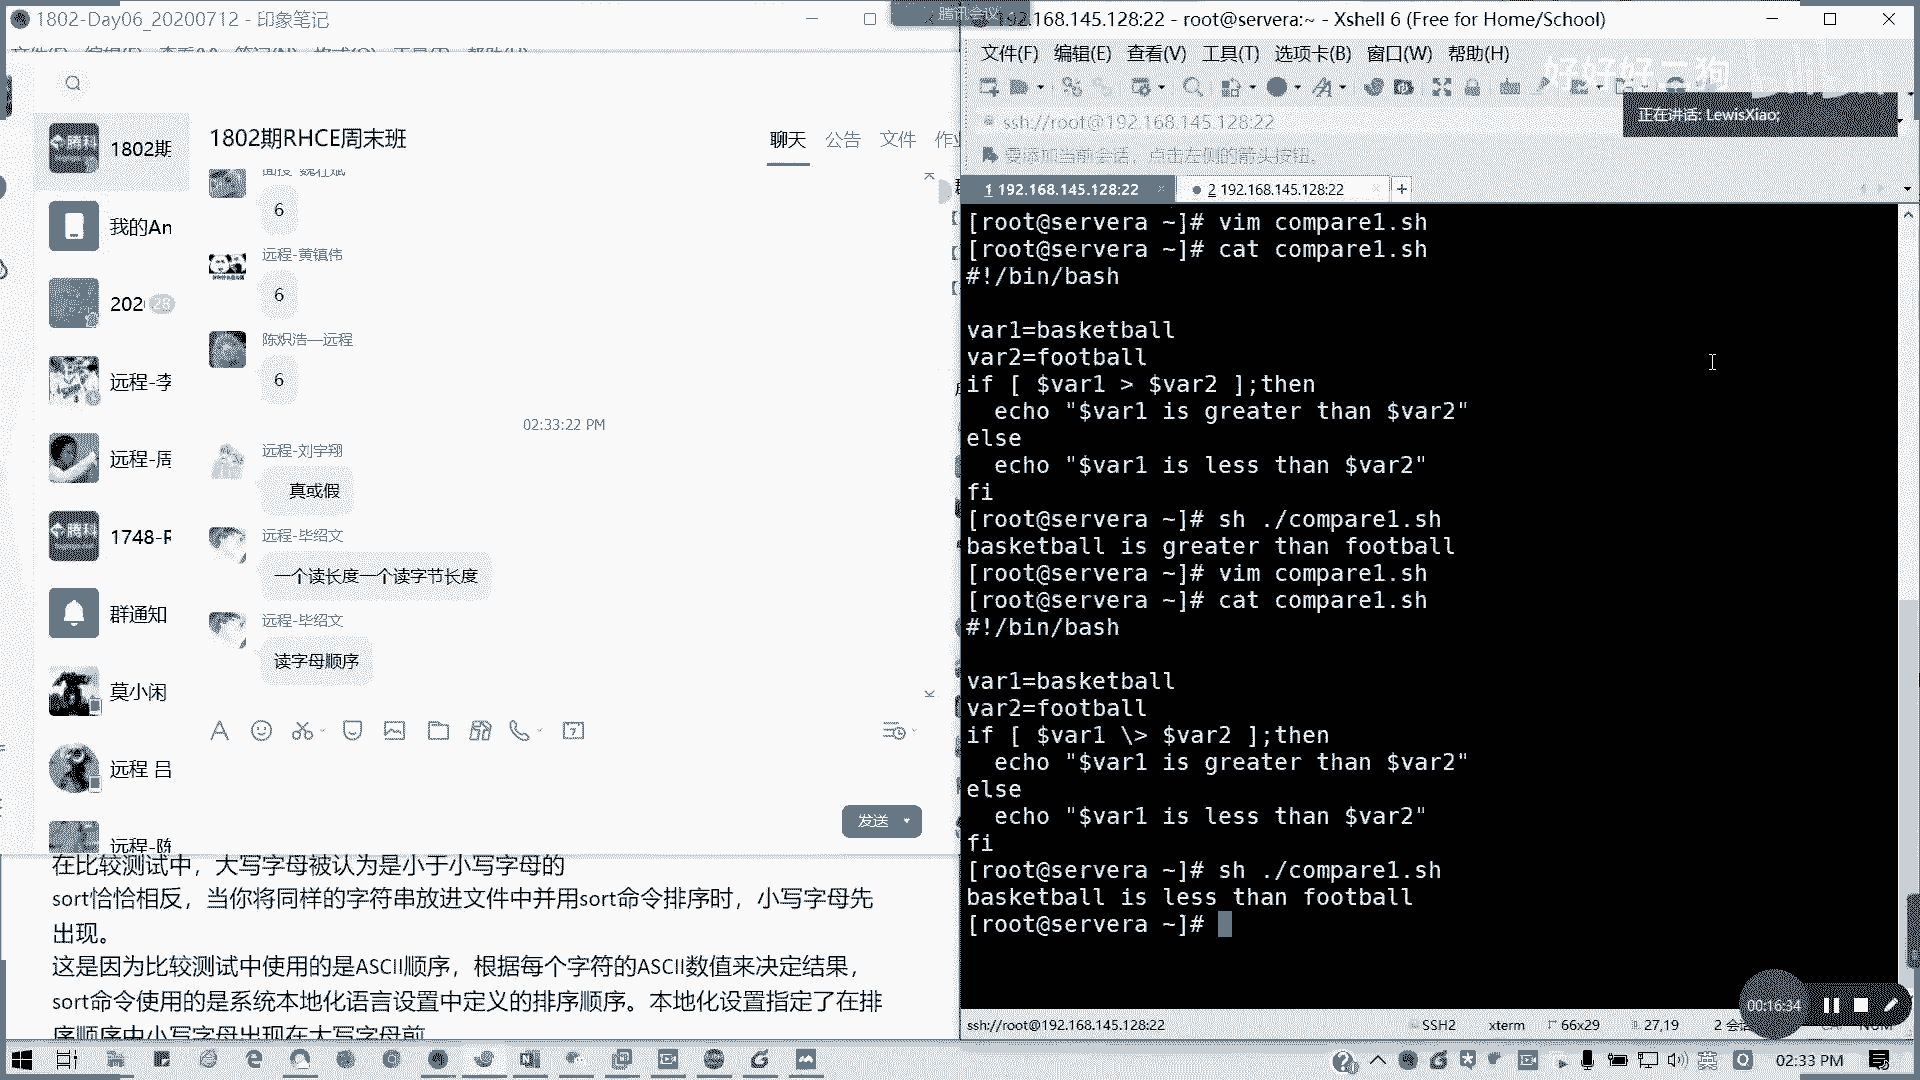 1802-Day06_20200712 - 印象笔记
腾讯会议
192.168.145.128:22 - root@servera:~ - Xshell 6 (Free for Home/School)
文件(F) 编辑(E) 查看(V) 工具(T) 选项卡(B) 窗口(W) 帮助(H)
好好好二狗
正在讲话: LewisXiao;
ssh://root@192.168.145.128:22
要添加当前会话，点击左侧的箭头按钮。
1 192.168.145.128:22
2 192.168.145.128:22
1802期
我的An
202
28
远程-李
远程-周
1748-R
群通知
莫小闲
远程 吕
远程-陈
1802期RHCE周末班
聊天 公告 文件 作业
6
远程-黄镇伟
6
陈炽浩—远程
6
02:33:22 PM
远程-刘宇翔
真或假
远程-毕绍文
一个读长度一个读字节长度
远程-毕绍文
读字母顺序
发送
在比较测试中，大写字母被认为是小于小写字母的
sort恰恰相反，当你将同样的字符串放进文件中并用sort命令排序时，小写字母先
出现。
这是因为比较测试中使用的是ASCII顺序，根据每个字符的ASCII数值来决定结果，
sort命令使用的是系统本地化语言设置中定义的排序顺序。本地化设置指定了在排
序顺序中小写字母出现在大写字母前
[root@servera ~]# vim compare1.sh
[root@servera ~]# cat compare1.sh
#!/bin/bash
var1=basketball
var2=football
if [ $var1 > $var2 ];then
  echo "$var1 is greater than $var2"
else
  echo "$var1 is less than $var2"
fi
[root@servera ~]# sh ./compare1.sh
basketball is greater than football
[root@servera ~]# vim compare1.sh
[root@servera ~]# cat compare1.sh
#!/bin/bash
var1=basketball
var2=football
if [ $var1 \> $var2 ];then
  echo "$var1 is greater than $var2"
else
  echo "$var1 is less than $var2"
fi
[root@servera ~]# sh ./compare1.sh
basketball is less than football
[root@servera ~]#
00:16:34
ssh://root@192.168.145.128:22
SSH2 xterm 66x29 27,19
NUM
英
02:33 PM